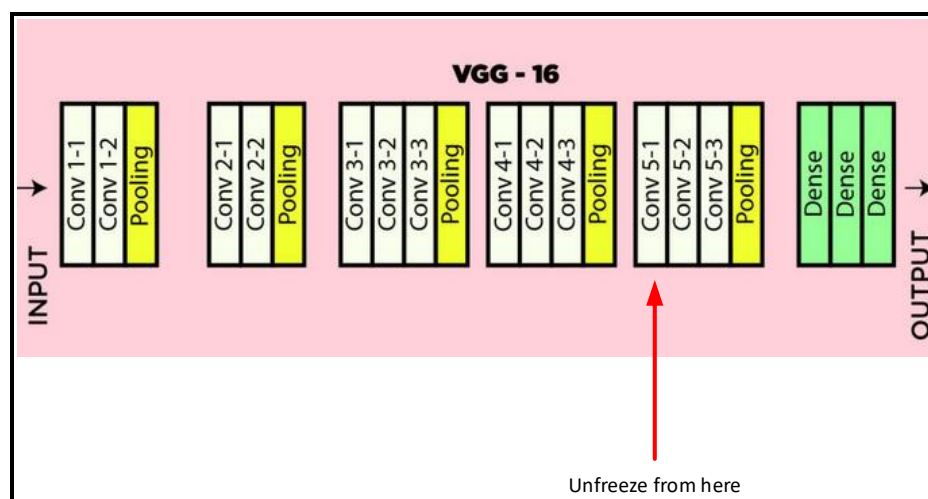 VGG - 16
INPUT
Conv 1-1
Conv 1-2
Pooling
Conv 2-1
Conv 2-2
Pooling
Conv 3-1
Conv 3-2
Conv 3-3
Pooling
Conv 4-1
Conv 4-2
Conv 4-3
Pooling
Conv 5-1
Conv 5-2
Conv 5-3
Pooling
Dense
Dense
Dense
OUTPUT
Unfreeze from here